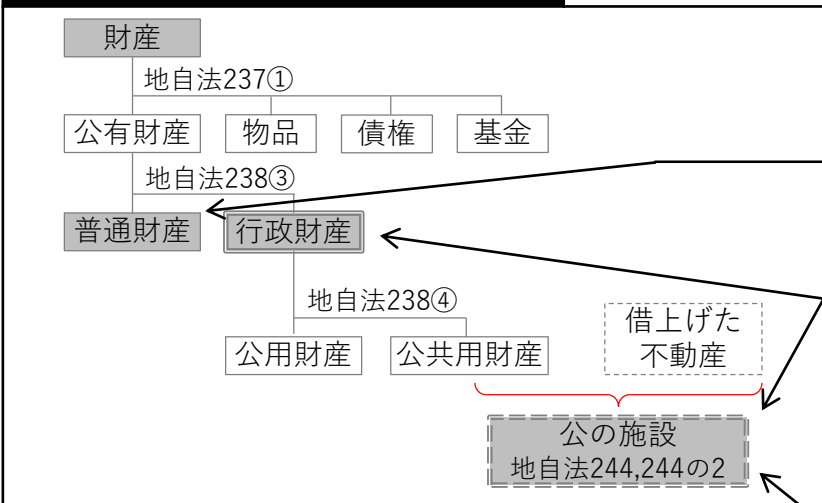 財産
地自法237①
公有財産 物品 債権 基金
地自法238③
普通財産 行政財産
地自法238④
借上げた
不動産
公用財産 公共用財産
公の施設
地自法244,244の2